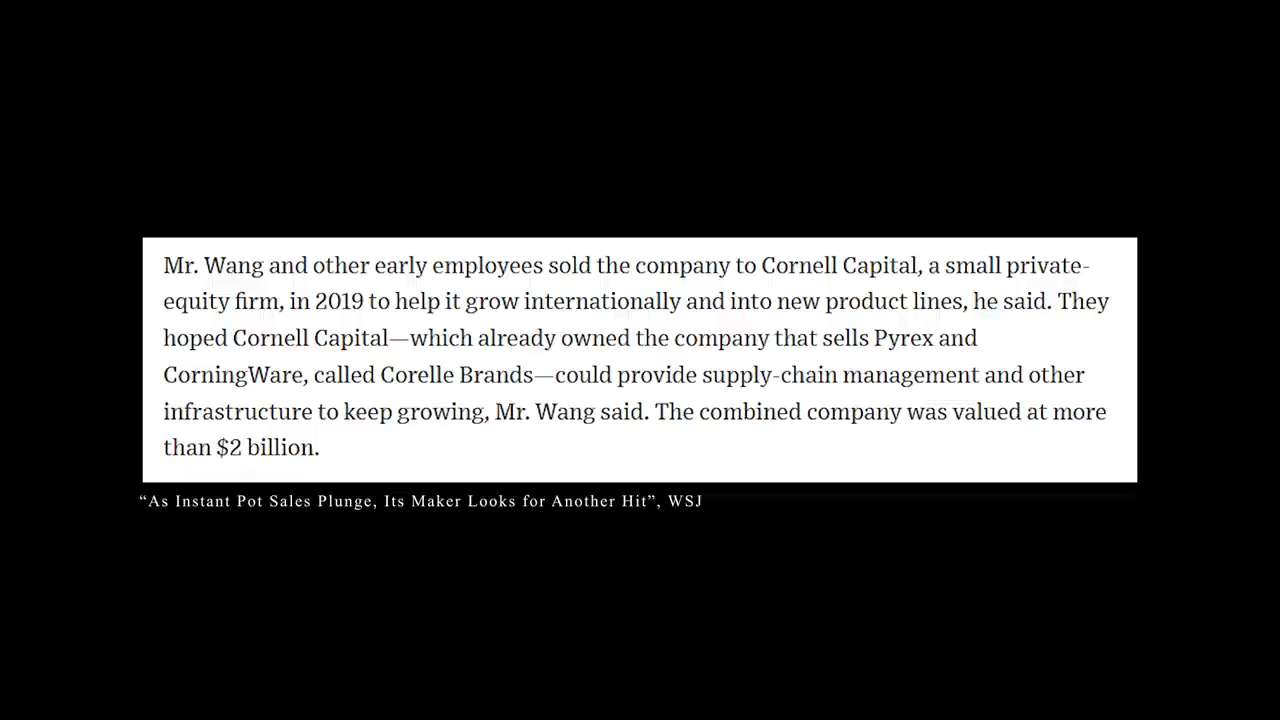 Mr. Wang and other early employees sold the company to Cornell Capital, a small private-
equity firm, in 2019 to help it grow internationally and into new product lines, he said. They
hoped Cornell Capital—which already owned the company that sells Pyrex and
CorningWare, called Corelle Brands—could provide supply-chain management and other
infrastructure to keep growing, Mr. Wang said. The combined company was valued at more
than $2 billion.
“As Instant Pot Sales Plunge, Its Maker Looks for Another Hit”, WSJ